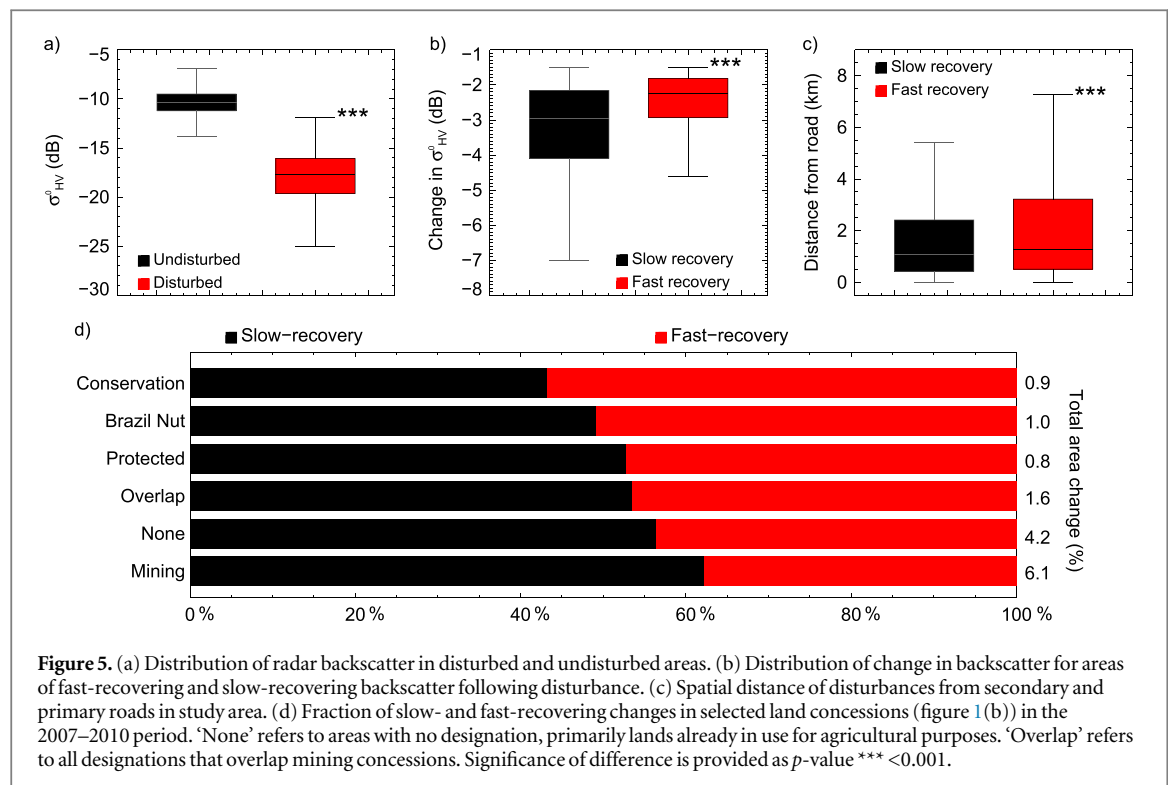 a)
−5
−10
−15
−20
−25
−30
σ⁰HV (dB)
***
Undisturbed
Disturbed
b)
−1
−2
−3
−4
−5
−6
−7
−8
Change in σ⁰HV (dB)
***
Slow recovery
Fast recovery
c)
8
6
4
2
0
Distance from road (km)
Slow recovery
Fast recovery
***
d)
Slow−recovery Fast−recovery
Conservation 0.9
Brazil Nut 1.0
Protected 0.8
Overlap 1.6
None 4.2
Mining 6.1
Total area change (%)
0 % 20 % 40 % 60 % 80 % 100 %
Figure 5. (a) Distribution of radar backscatter in disturbed and undisturbed areas. (b) Distribution of change in backscatter for areas
of fast-recovering and slow-recovering backscatter following disturbance. (c) Spatial distance of disturbances from secondary and
primary roads in study area. (d) Fraction of slow- and fast-recovering changes in selected land concessions (figure 1(b)) in the
2007–2010 period. ‘None’ refers to areas with no designation, primarily lands already in use for agricultural purposes. ‘Overlap’ refers
to all designations that overlap mining concessions. Significance of difference is provided as p-value *** <0.001.